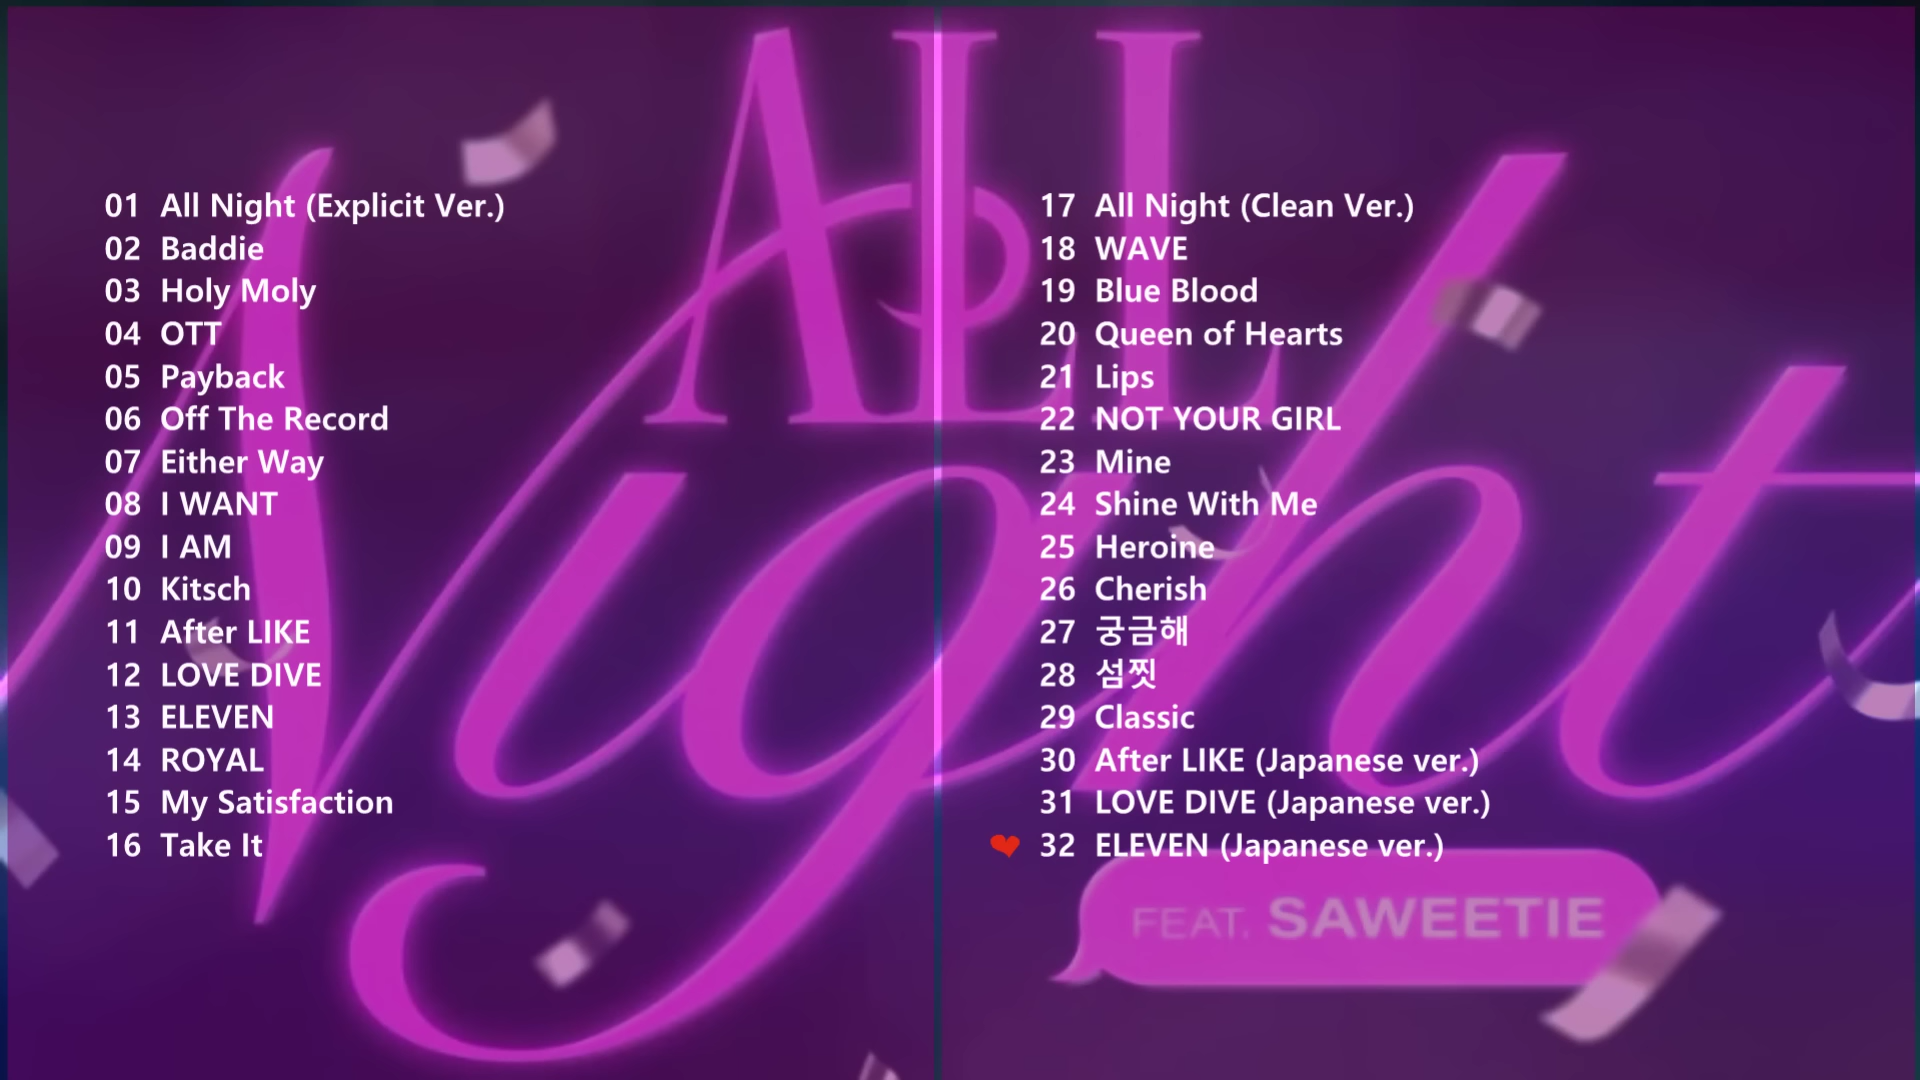 ALL
Night
01 All Night (Explicit Ver.)
02 Baddie
03 Holy Moly
04 OTT
05 Payback
06 Off The Record
07 Either Way
08 I WANT
09 I AM
10 Kitsch
11 After LIKE
12 LOVE DIVE
13 ELEVEN
14 ROYAL
15 My Satisfaction
16 Take It
17 All Night (Clean Ver.)
18 WAVE
19 Blue Blood
20 Queen of Hearts
21 Lips
22 NOT YOUR GIRL
23 Mine
24 Shine With Me
25 Heroine
26 Cherish
27 궁금해
28 섬찟
29 Classic
30 After LIKE (Japanese ver.)
31 LOVE DIVE (Japanese ver.)
❤ 32 ELEVEN (Japanese ver.)
FEAT. SAWEETIE